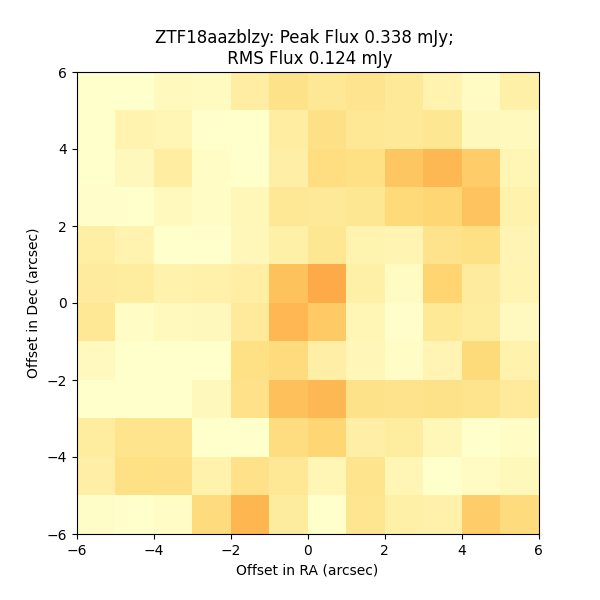 ZTF18aazblzy: Peak Flux 0.338 mJy;
RMS Flux 0.124 mJy
6
4
2
0
−2
−4
−6
Offset in Dec (arcsec)
−6 −4 −2 0 2 4 6
Offset in RA (arcsec)